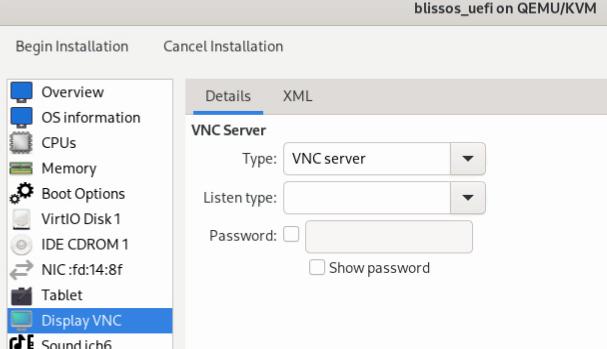 blissos_uefi on QEMU/KVM
Begin Installation Cancel Installation
Overview
OS information
CPUs
Memory
Boot Options
VirtIO Disk 1
IDE CDROM 1
NIC :fd:14:8f
Tablet
Display VNC
Sound ich6
Details XML
VNC Server
Type: VNC server
Listen type:
Password:
Show password